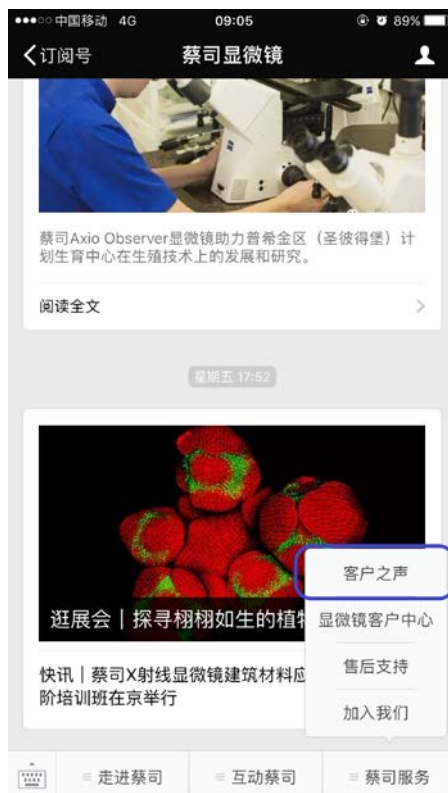 中国移动 4G 09:05 89%
订阅号 蔡司显微镜
蔡司Axio Observer显微镜助力普希金区（圣彼得堡）计
划生育中心在生殖技术上的发展和研究。
阅读全文
星期五 17:52
逛展会｜探寻栩栩如生的植物
快讯｜蔡司X射线显微镜建筑材料应
阶培训班在京举行
客户之声
显微镜客户中心
售后支持
加入我们
走进蔡司 互动蔡司 蔡司服务